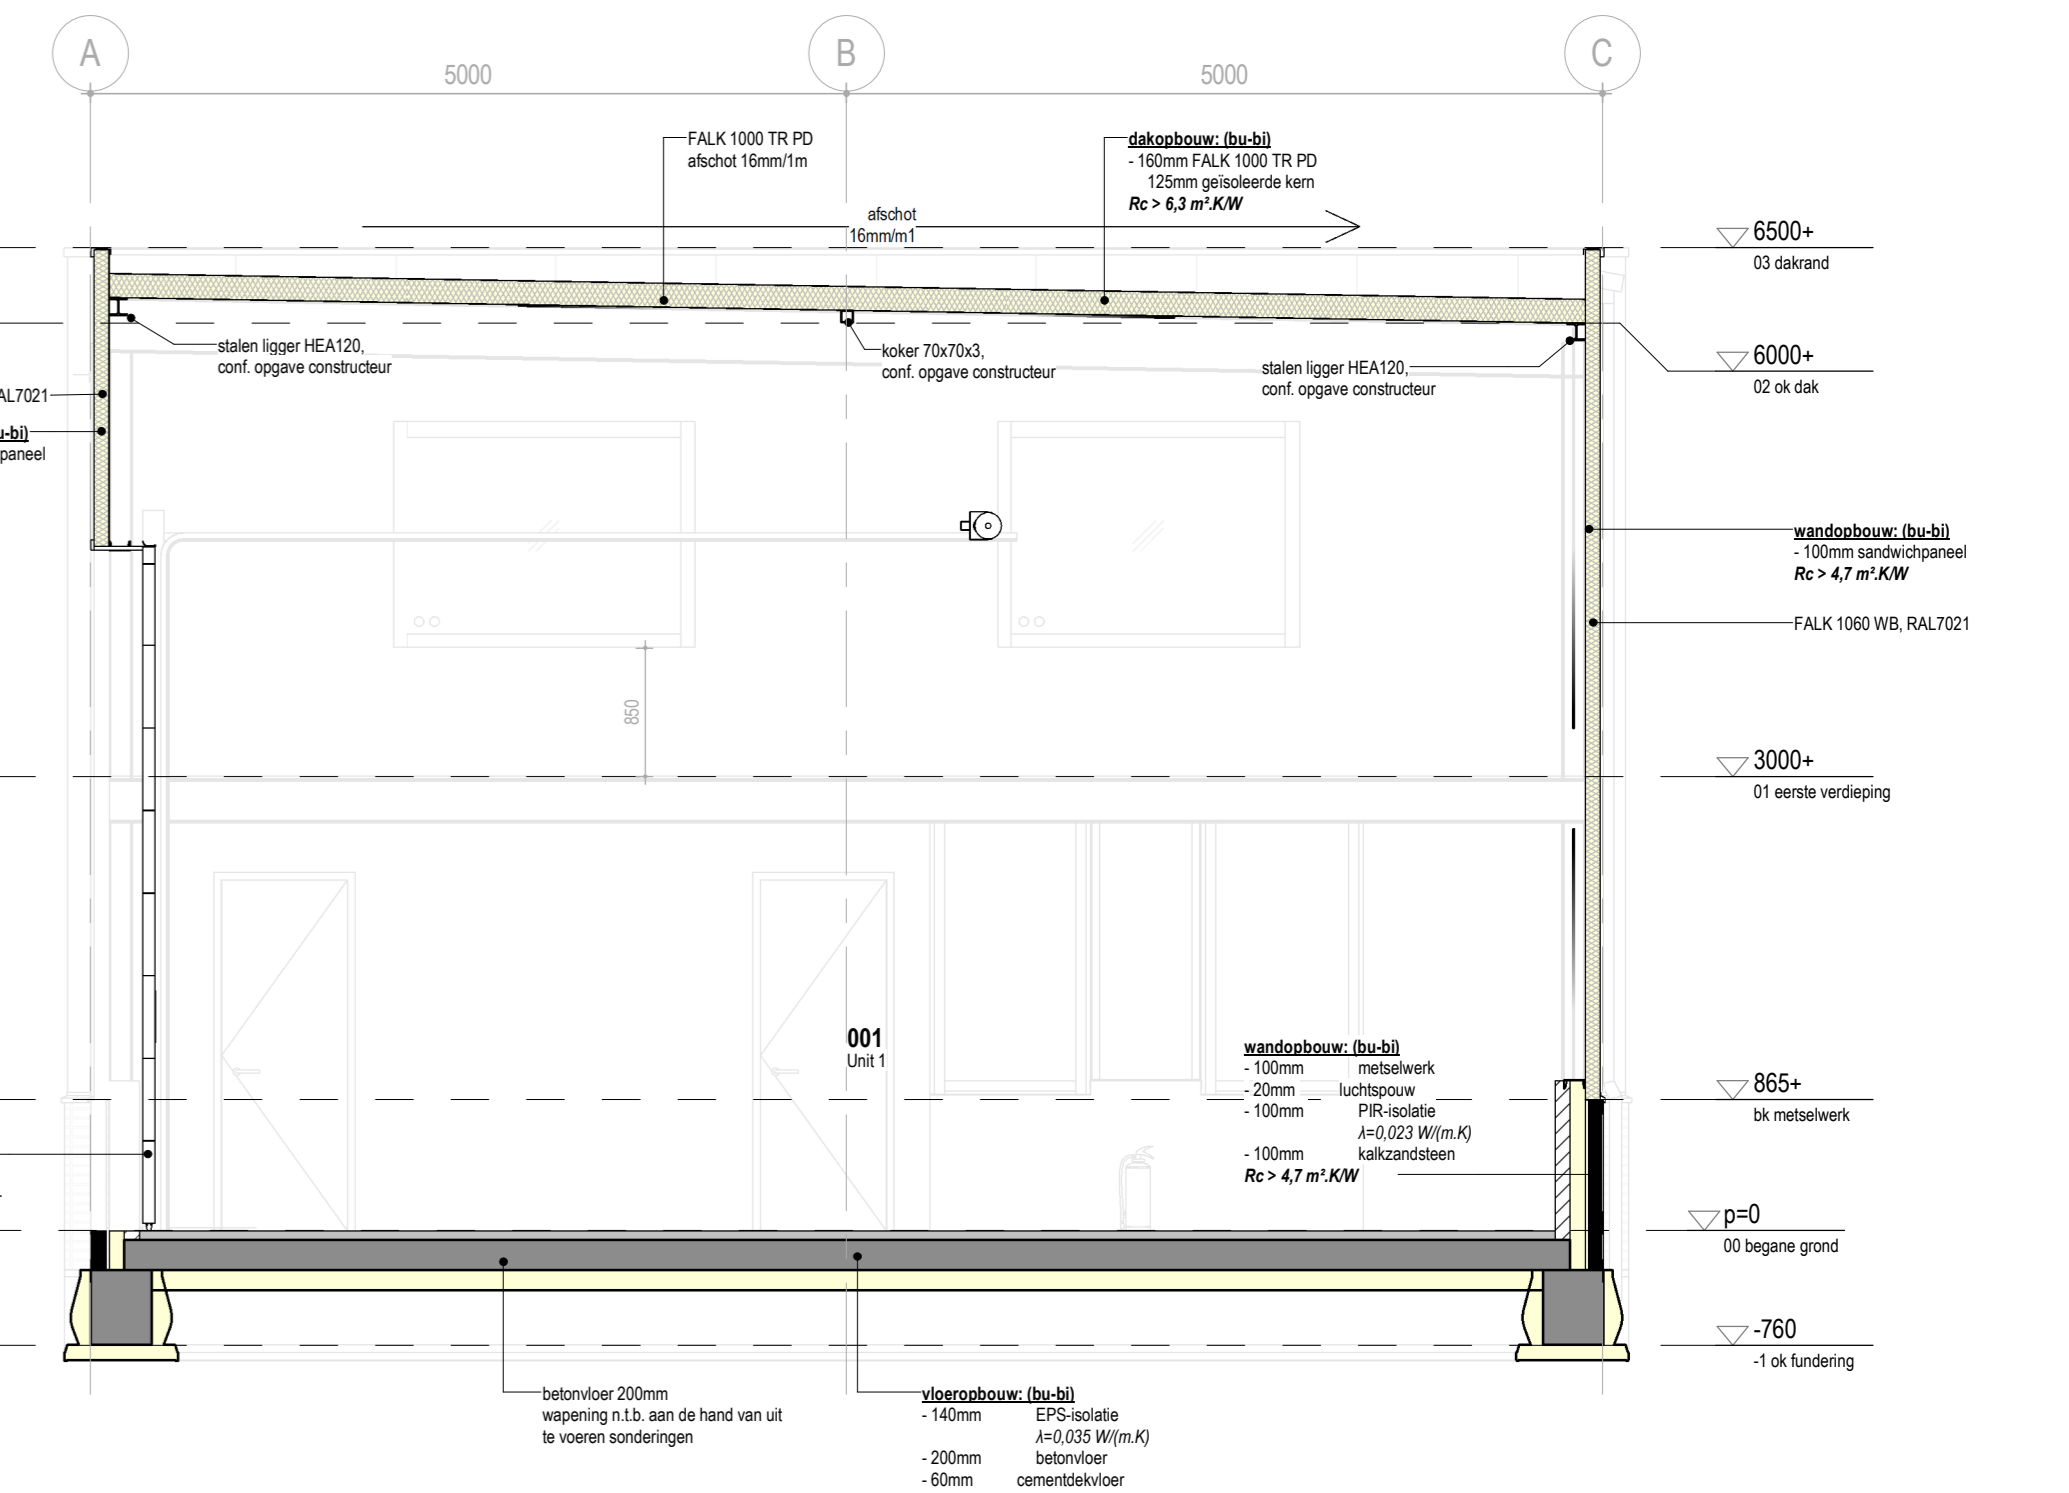 A
B
C
5000
5000
FALK 1000 TR PD
afschot 16mm/1m
dakopbouw: (bu-bi)
- 160mm FALK 1000 TR PD
125mm geïsoleerde kern
Rc > 6,3 m².K/W
afschot
16mm/m1
6500+
03 dakrand
stalen ligger HEA120,
conf. opgave constructeur
koker 70x70x3,
conf. opgave constructeur
stalen ligger HEA120,
conf. opgave constructeur
6000+
02 ok dak
AL7021
u-bi)
paneel
wandopbouw: (bu-bi)
- 100mm sandwichpaneel
Rc > 4,7 m².K/W
FALK 1060 WB, RAL7021
850
3000+
01 eerste verdieping
001
Unit 1
wandopbouw: (bu-bi)
- 100mm metselwerk
- 20mm luchtspouw
- 100mm PIR-isolatie
λ=0,023 W/(m.K)
- 100mm kalkzandsteen
Rc > 4,7 m².K/W
865+
bk metselwerk
p=0
00 begane grond
-760
-1 ok fundering
betonvloer 200mm
wapening n.t.b. aan de hand van uit
te voeren sonderingen
vloeropbouw: (bu-bi)
- 140mm EPS-isolatie
λ=0,035 W/(m.K)
- 200mm betonvloer
- 60mm cementdekvloer